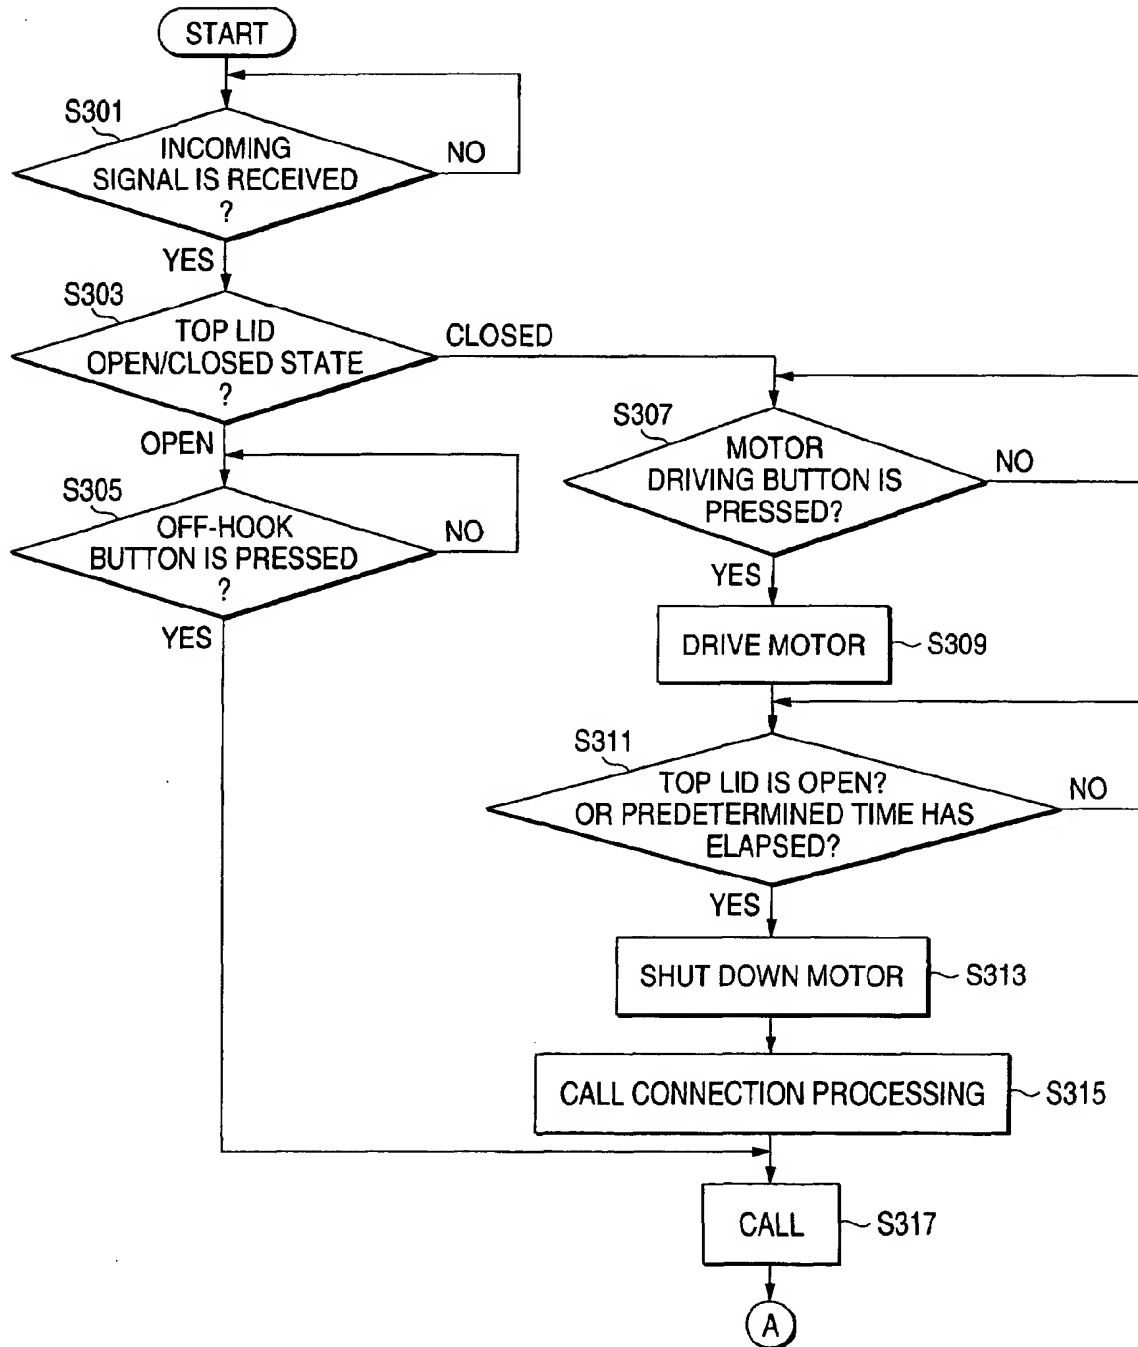 START
S301
INCOMING
SIGNAL IS RECEIVED
?
NO
YES
S303
TOP LID
OPEN/CLOSED STATE
?
CLOSED
OPEN
S305
OFF-HOOK
BUTTON IS PRESSED
?
NO
YES
S307
MOTOR
DRIVING BUTTON IS
PRESSED?
NO
YES
DRIVE MOTOR
S309
S311
TOP LID IS OPEN?
OR PREDETERMINED TIME HAS
ELAPSED?
NO
YES
SHUT DOWN MOTOR
S313
CALL CONNECTION PROCESSING
S315
CALL
S317
A